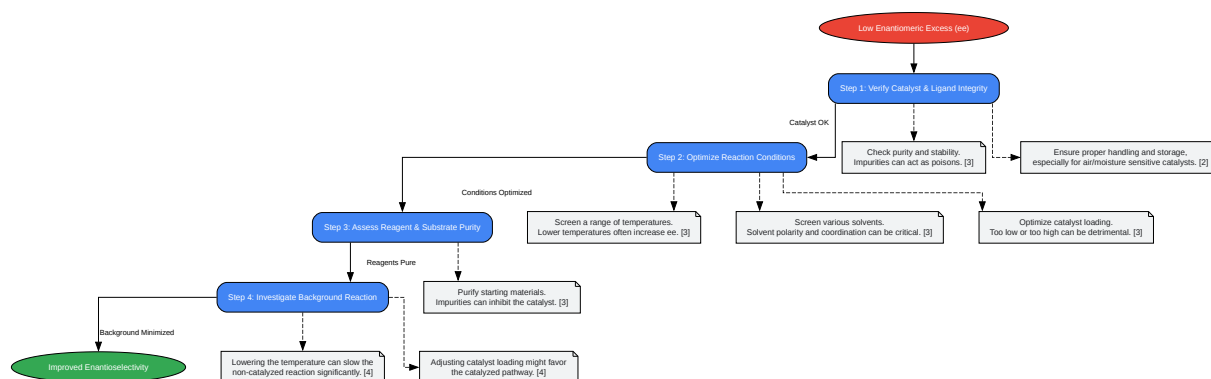 Low Enantiomeric Excess (ee)
Step 1: Verify Catalyst & Ligand Integrity
Catalyst OK
Check purity and stability.
Impurities can act as poisons. [3]
Ensure proper handling and storage,
especially for air/moisture sensitive catalysts. [2]
Step 2: Optimize Reaction Conditions
Conditions Optimized
Screen a range of temperatures.
Lower temperatures often increase ee. [3]
Screen various solvents.
Solvent polarity and coordination can be critical. [3]
Optimize catalyst loading.
Too low or too high can be detrimental. [3]
Step 3: Assess Reagent & Substrate Purity
Reagents Pure
Purify starting materials.
Impurities can inhibit the catalyst. [3]
Step 4: Investigate Background Reaction
Background Minimized
Lowering the temperature can slow the
non-catalyzed reaction significantly. [4]
Adjusting catalyst loading might favor
the catalyzed pathway. [4]
Improved Enantioselectivity